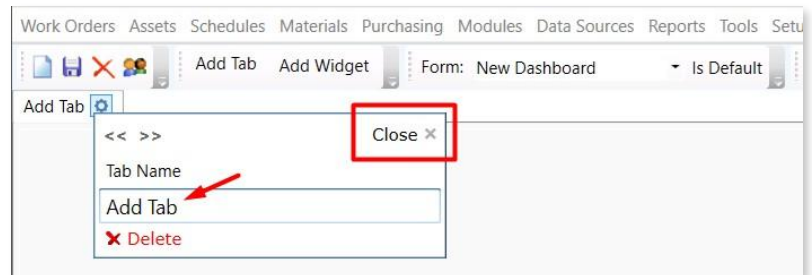 Work Orders Assets Schedules Materials Purchasing Modules Data Sources Reports Tools Setu
Add Tab Add Widget Form: New Dashboard Is Default
Add Tab
<< >> Close ×
Tab Name
Add Tab
Delete